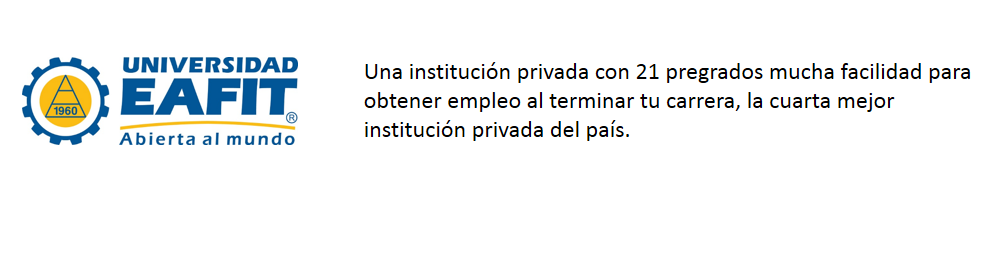 UNIVERSIDAD
EAFIT®
1960
Abierta al mundo
Una institución privada con 21 pregrados mucha facilidad para
obtener empleo al terminar tu carrera, la cuarta mejor
institución privada del país.